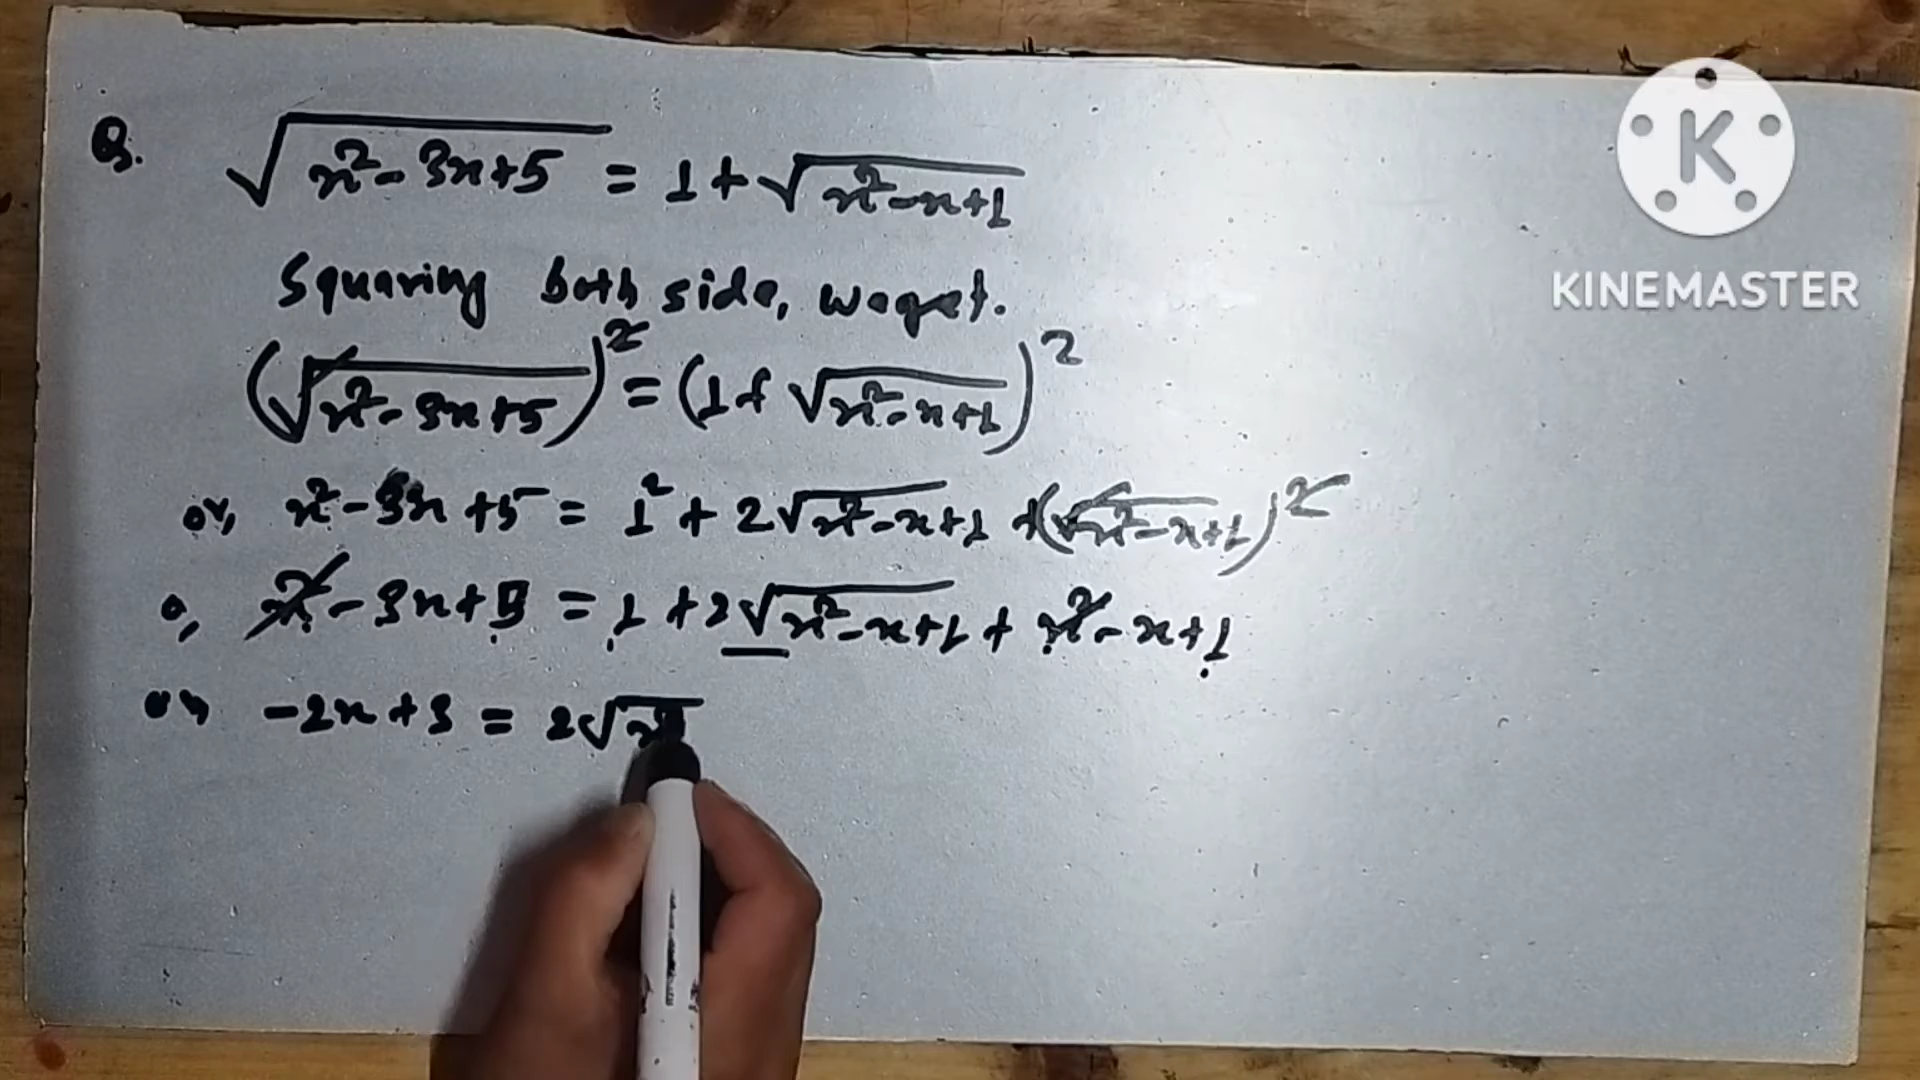 Q. √(x² - 3x + 5) = 1 + √(x² - x + 1)
Squaring both side, we get.
(√(x² - 3x + 5))² = (1 + √(x² - x + 1))²
or, x² - 3x + 5 = 1² + 2√(x² - x + 1) + (√(x² - x + 1))²
o, x² - 3x + 5 = 1 + 2√(x² - x + 1) + x² - x + 1
or, -2x + 3 = 2√x²
K
KINEMASTER